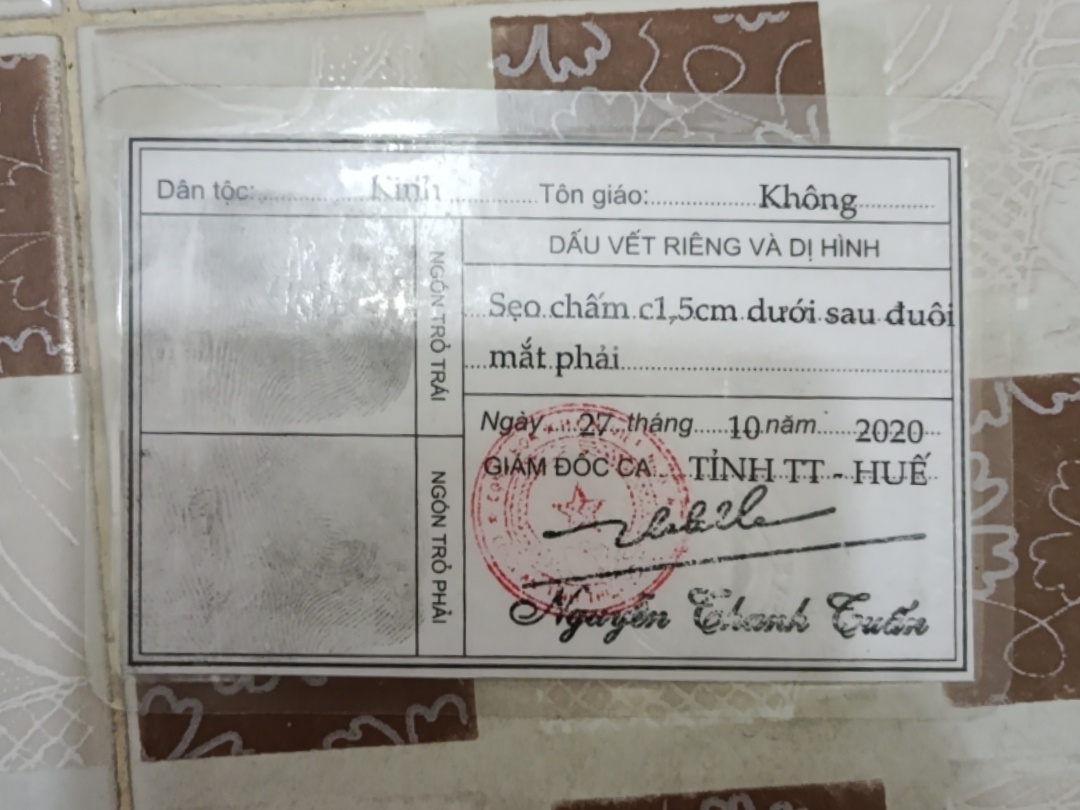 Dân tộc: Kinh Tôn giáo: Không
DẤU VẾT RIÊNG VÀ DỊ HÌNH
NGÓN TRỎ TRÁI
Sẹo chấm c1,5cm dưới sau đuôi
mắt phải
Ngày 27 tháng 10 năm 2020
GIÁM ĐỐC CA TỈNH TT - HUẾ
NGÓN TRỎ PHẢI
Nguyễn Thanh Tuấn